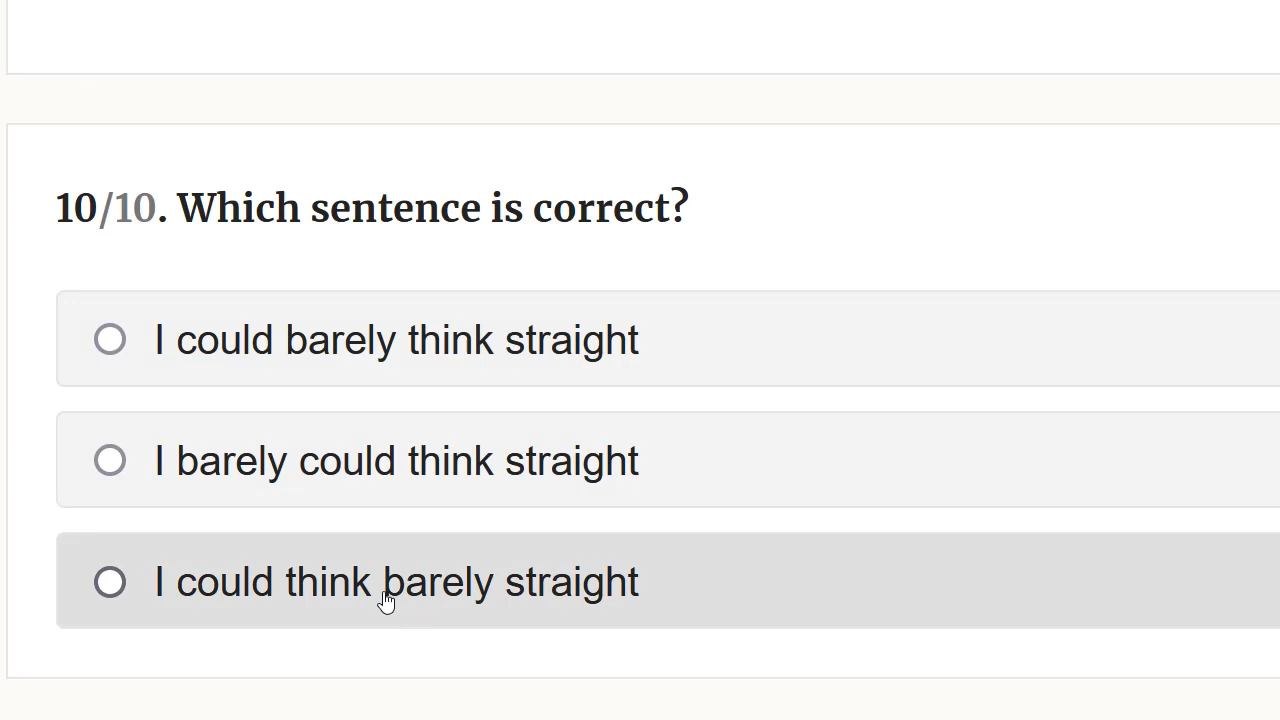 10/10. Which sentence is correct?
I could barely think straight
I barely could think straight
I could think barely straight